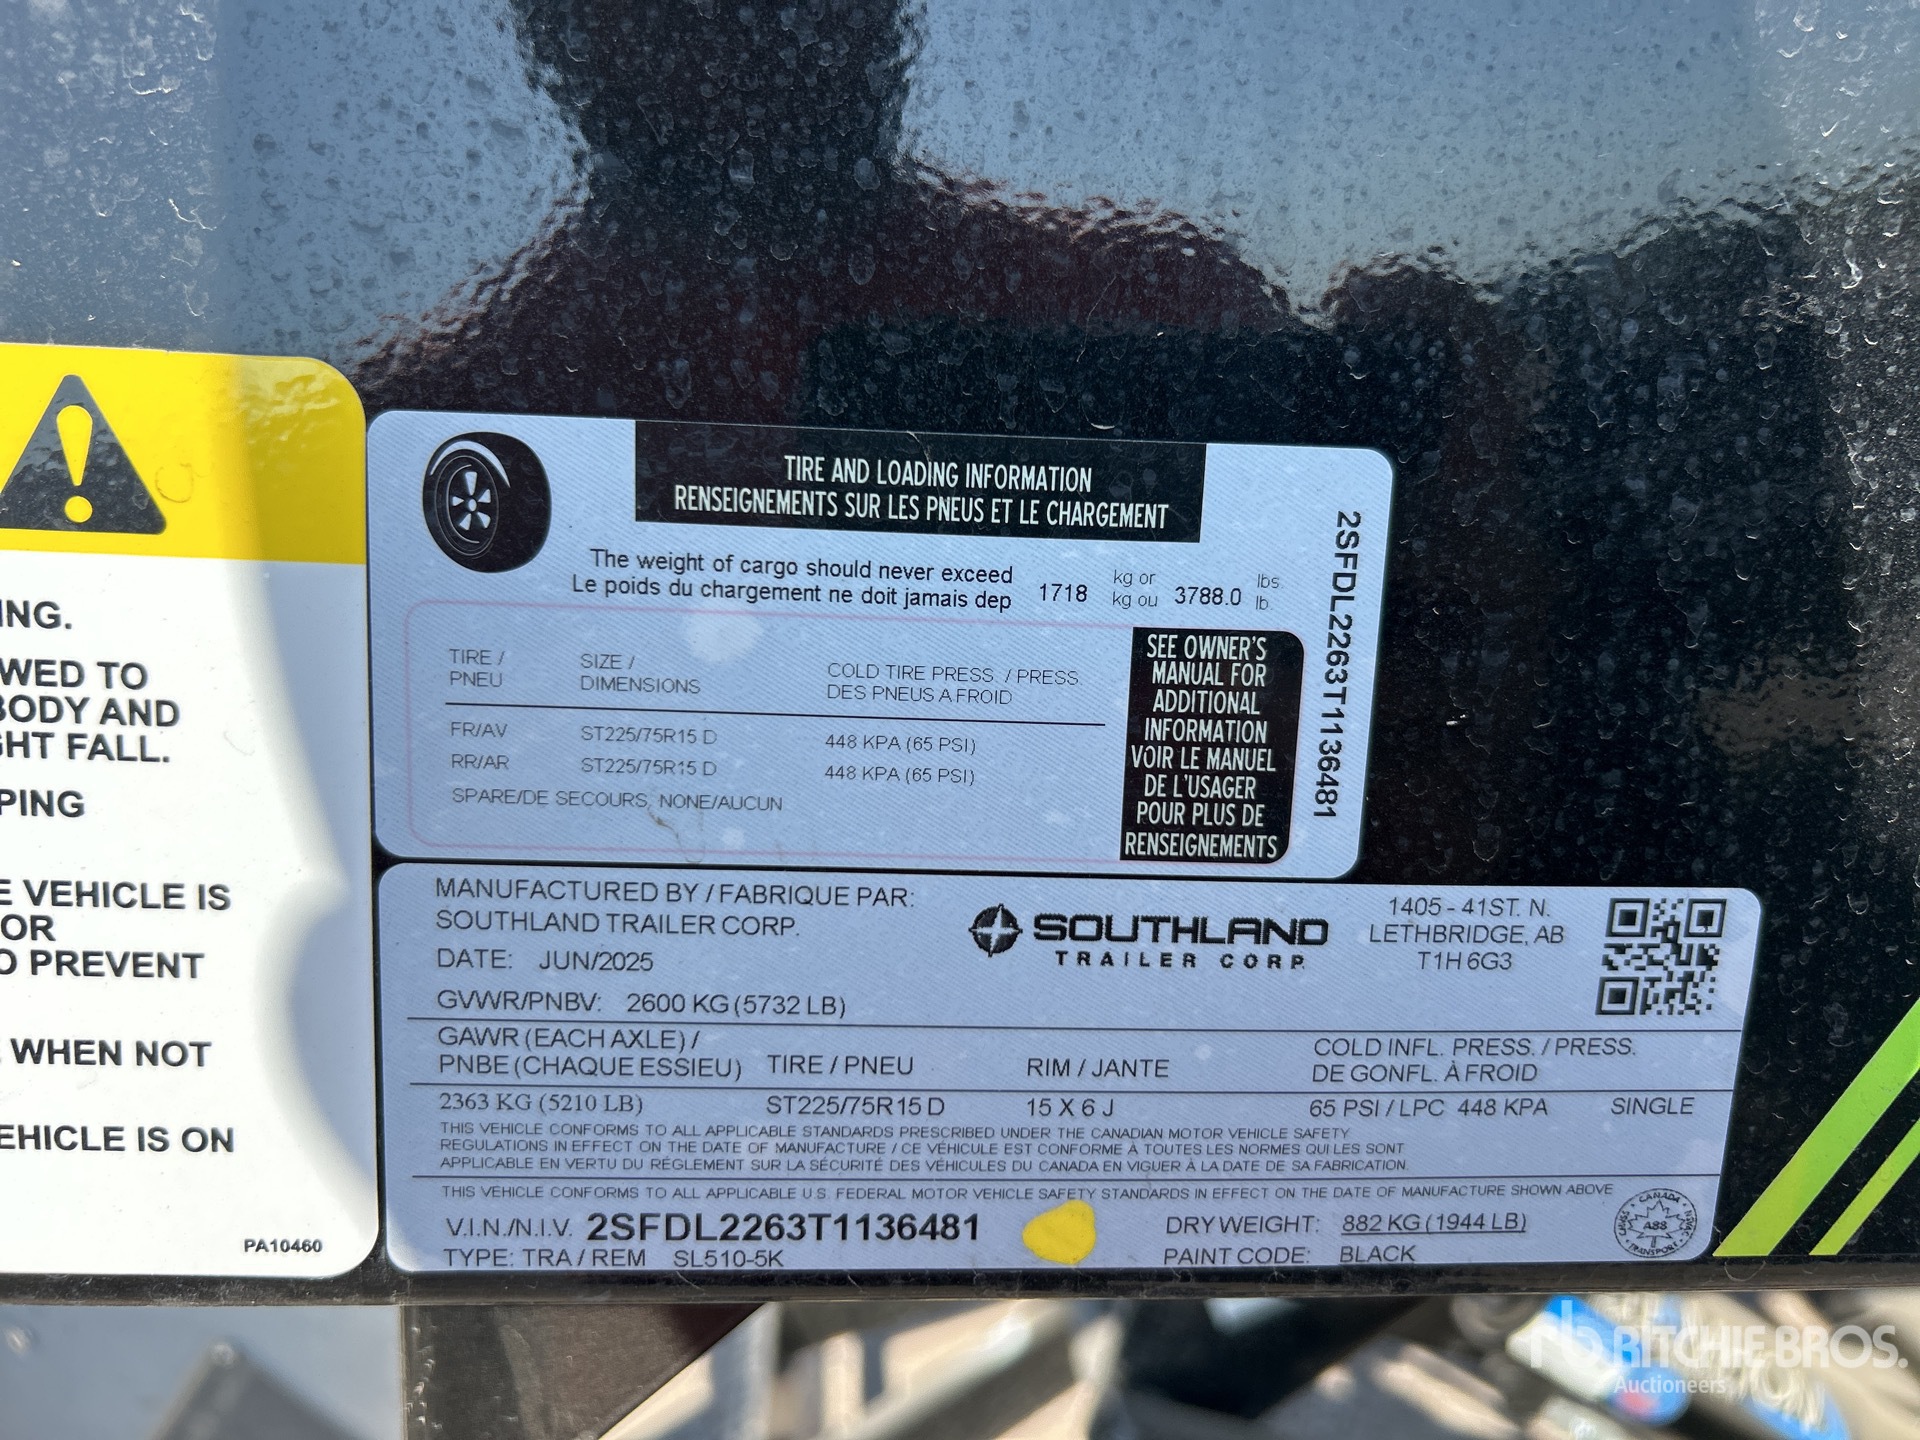 ING.
WED TO
BODY AND
GHT FALL.
PING
E VEHICLE IS
OR
O PREVENT
WHEN NOT
EHICLE IS ON
PA10460
TIRE AND LOADING INFORMATION
RENSEIGNEMENTS SUR LES PNEUS ET LE CHARGEMENT
The weight of cargo should never exceed
Le poids du chargement ne doit jamais dep
1718 kg or 3788.0 lbs.
kg ou lb.
TIRE / SIZE / COLD TIRE PRESS. / PRESS.
PNEU DIMENSIONS DES PNEUS A FROID
FR/AV ST225/75R15 D 448 KPA (65 PSI)
RR/AR ST225/75R15 D 448 KPA (65 PSI)
SPARE/DE SECOURS, NONE/AUCUN
SEE OWNER'S
MANUAL FOR
ADDITIONAL
INFORMATION
VOIR LE MANUEL
DE L'USAGER
POUR PLUS DE
RENSEIGNEMENTS
2SFDL2263T1136481
MANUFACTURED BY / FABRIQUE PAR:
SOUTHLAND TRAILER CORP.
DATE: JUN/2025
GVWR/PNBV: 2600 KG (5732 LB)
SOUTHLAND
TRAILER CORP.
1405 - 41ST. N.
LETHBRIDGE, AB
T1H 6G3
GAWR (EACH AXLE) /
PNBE (CHAQUE ESSIEU) TIRE / PNEU RIM / JANTE
COLD INFL. PRESS. / PRESS.
DE GONFL. À FROID
2363 KG (5210 LB) ST225/75R15 D 15 X 6 J 65 PSI / LPC 448 KPA SINGLE
THIS VEHICLE CONFORMS TO ALL APPLICABLE STANDARDS PRESCRIBED UNDER THE CANADIAN MOTOR VEHICLE SAFETY
REGULATIONS IN EFFECT ON THE DATE OF MANUFACTURE / CE VÉHICULE EST CONFORME À TOUTES LES NORMES QUI LES SONT
APPLICABLE EN VERTU DU RÉGLEMENT SUR LA SÉCURITÉ DES VÉHICULES DU CANADA EN VIGUER À LA DATE DE SA FABRICATION.
THIS VEHICLE CONFORMS TO ALL APPLICABLE U.S. FEDERAL MOTOR VEHICLE SAFETY STANDARDS IN EFFECT ON THE DATE OF MANUFACTURE SHOWN ABOVE
V.I.N./N.I.V. 2SFDL2263T1136481 DRY WEIGHT: 882 KG (1944 LB)
TYPE: TRA / REM SL510-5K PAINT CODE: BLACK
CANADA
TRANSPORT
RITCHIE BROS.
Auctioneers